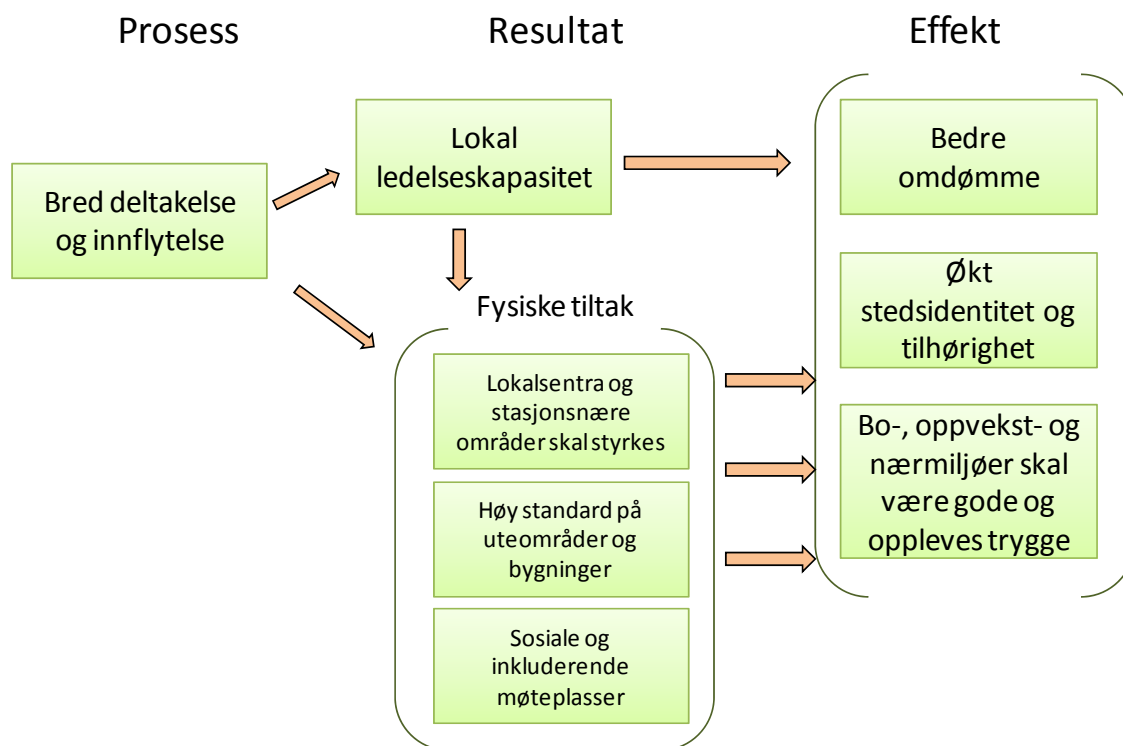 Prosess
Resultat
Effekt
Bred deltakelse
og innflytelse
Lokal
ledelseskapasitet
Fysiske tiltak
Lokalsentra og
stasjonsnære
områder skal styrkes
Høy standard på
uteområder og
bygninger
Sosiale og
inkluderende
møteplasser
Bedre
omdømme
Økt
stedsidentitet og
tilhørighet
Bo-, oppvekst- og
nærmiljøer skal
være gode og
oppleves trygge